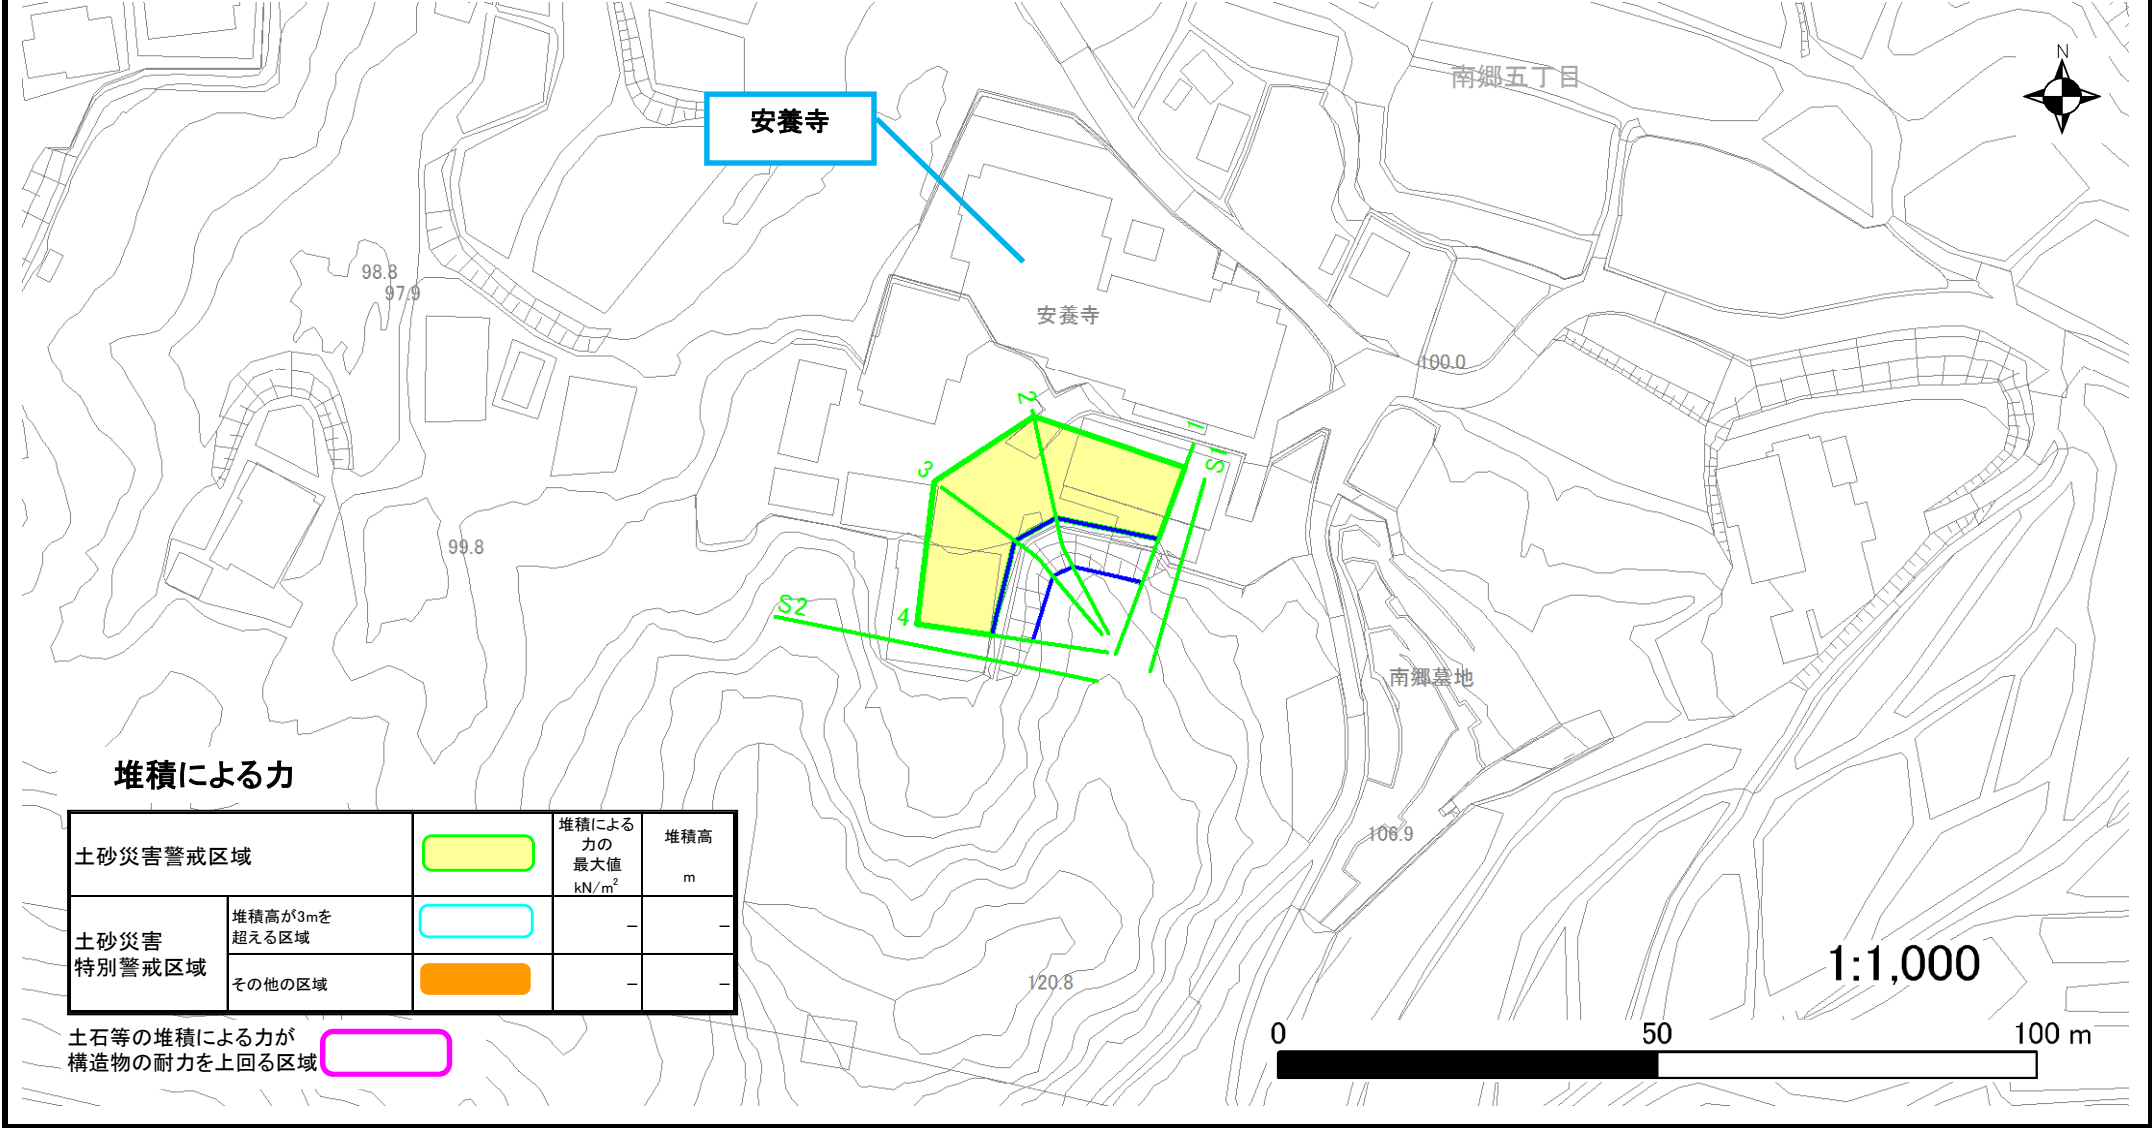 N
南郷五丁目
安養寺
98.8
97.9
安養寺
100.0
2
1
S1
3
99.8
S2
4
南郷墓地
106.9
120.8
堆積による力
土砂災害警戒区域
堆積による
力の
最大値
kN/m²
堆積高
m
土砂災害
特別警戒区域
堆積高が3mを
超える区域
−
−
その他の区域
−
−
土石等の堆積による力が
構造物の耐力を上回る区域
1:1,000
0 50 100 m